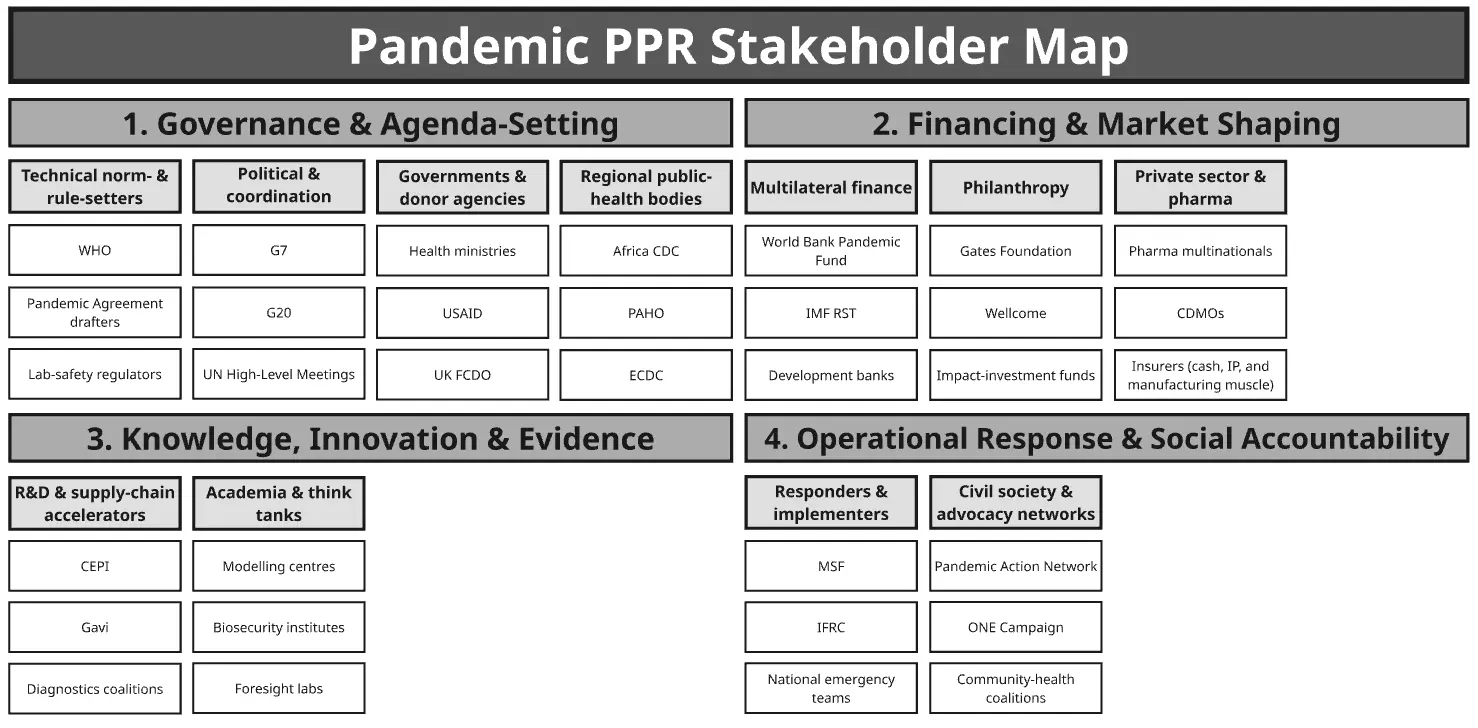 Pandemic PPR Stakeholder Map
1. Governance & Agenda-Setting
Technical norm- &
rule-setters
Political &
coordination
Governments &
donor agencies
Regional public-
health bodies
WHO
G7
Health ministries
Africa CDC
Pandemic Agreement
drafters
G20
USAID
PAHO
Lab-safety regulators
UN High-Level Meetings
UK FCDO
ECDC
2. Financing & Market Shaping
Multilateral finance
Philanthropy
Private sector &
pharma
World Bank Pandemic
Fund
Gates Foundation
Pharma multinationals
IMF RST
Wellcome
CDMOs
Development banks
Impact-investment funds
Insurers (cash, IP, and
manufacturing muscle)
3. Knowledge, Innovation & Evidence
R&D & supply-chain
accelerators
Academia & think
tanks
CEPI
Modelling centres
Gavi
Biosecurity institutes
Diagnostics coalitions
Foresight labs
4. Operational Response & Social Accountability
Responders &
implementers
Civil society &
advocacy networks
MSF
Pandemic Action Network
IFRC
ONE Campaign
National emergency
teams
Community-health
coalitions